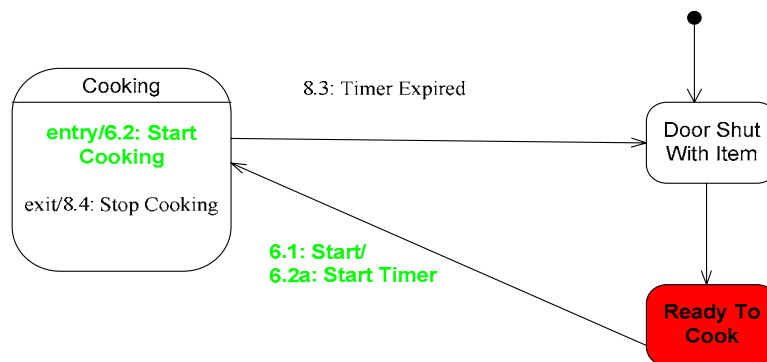 Cooking
entry/6.2: Start
Cooking
exit/8.4: Stop Cooking
8.3: Timer Expired
Door Shut
With Item
6.1: Start/
6.2a: Start Timer
Ready To
Cook